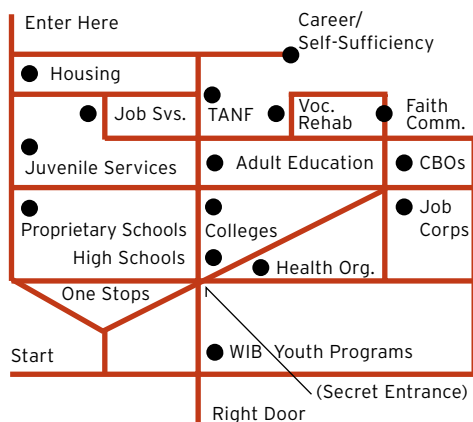 Enter Here
Career/
Self-Sufficiency
Housing
Job Svs.
TANF
Voc.
Rehab
Faith
Comm.
Juvenile Services
Adult Education
CBOs
Proprietary Schools
Colleges
Job
Corps
High Schools
Health Org.
One Stops
Start
WIB Youth Programs
(Secret Entrance)
Right Door